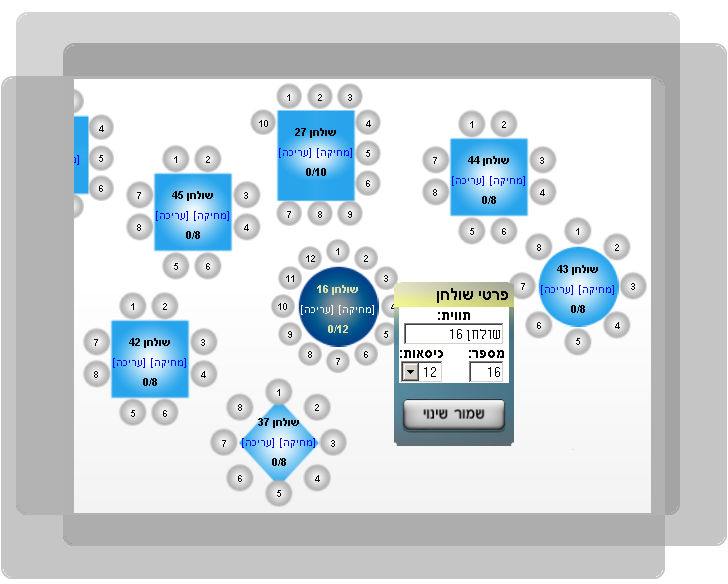 4
5
6
1 2
7 3
שולחן 45
[מחיקה] [עריכה]
0/8
8 4
5 6
1 2 3
10 4
שולחן 27
[מחיקה] [עריכה]
0/10
5
6
7 8 9
1 2
7 3
שולחן 44
[מחיקה] [עריכה]
0/8
8 4
5 6
1
8 2
שולחן 43
7 3
[מחיקה] [עריכה]
0/8
6 4
5
12 1 2
11 3
שולחן 16
10 4
[מחיקה] [עריכה]
0/12
9 5
8 7 6
פרטי שולחן
תווית:
שולחן 16
מספר: כיסאות:
16 12
שמור שינוי
1 2
7 3
שולחן 42
[מחיקה] [עריכה]
0/8
8 4
5 6
1
8 2
שולחן 37
7 3
[מחיקה] [עריכה]
0/8
6 4
5